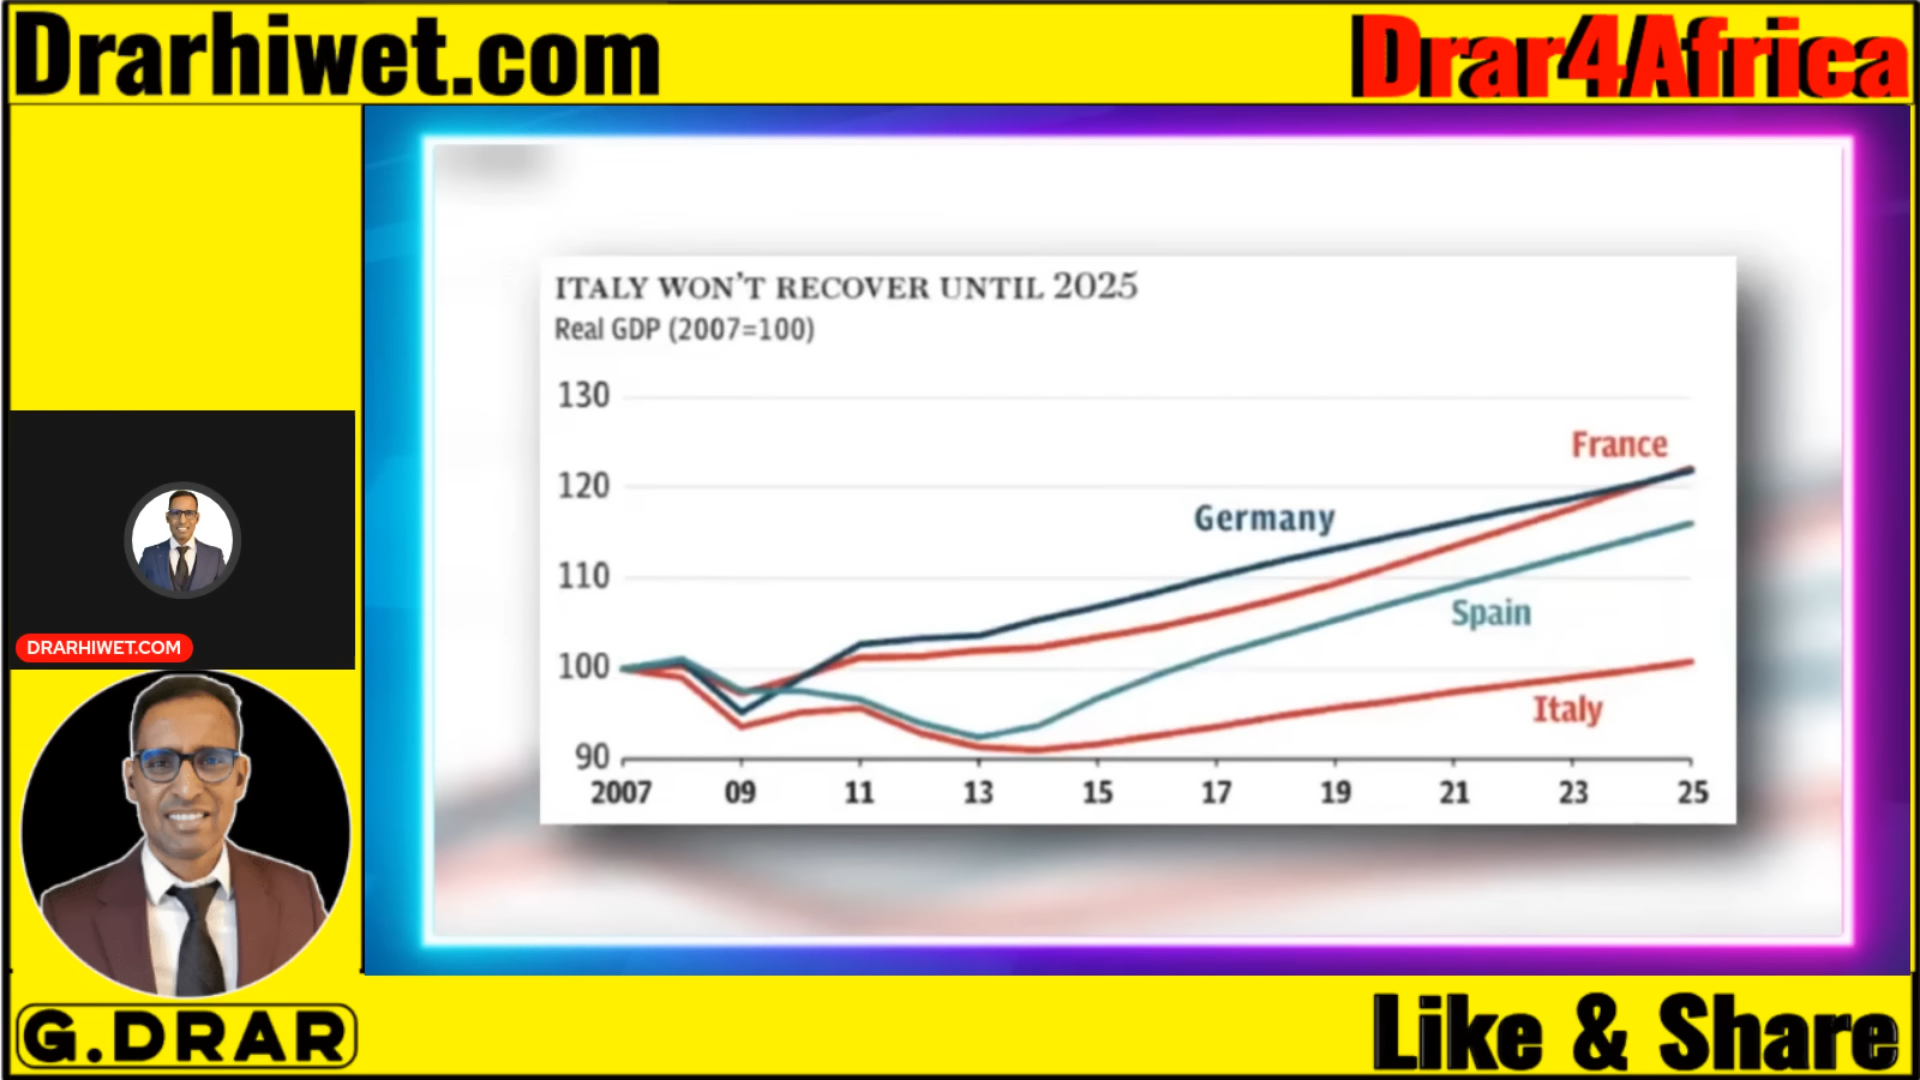 Drarhiwet.com
Drar4Africa
ITALY WON'T RECOVER UNTIL 2025
Real GDP (2007=100)
130
120
110
100
90
France
Germany
Spain
Italy
2007 09 11 13 15 17 19 21 23 25
DRARHIWET.COM
G.DRAR
Like & Share